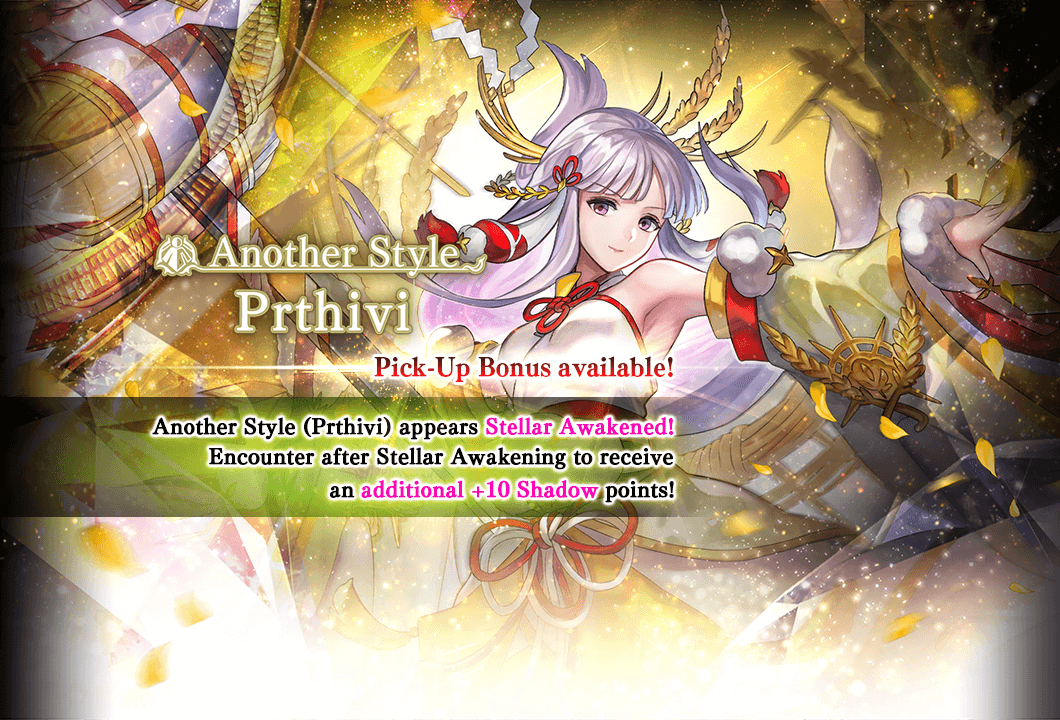 Another Style
Prthivi
Pick-Up Bonus available!
Another Style (Prthivi) appears Stellar Awakened!
Encounter after Stellar Awakening to receive
an additional +10 Shadow points!